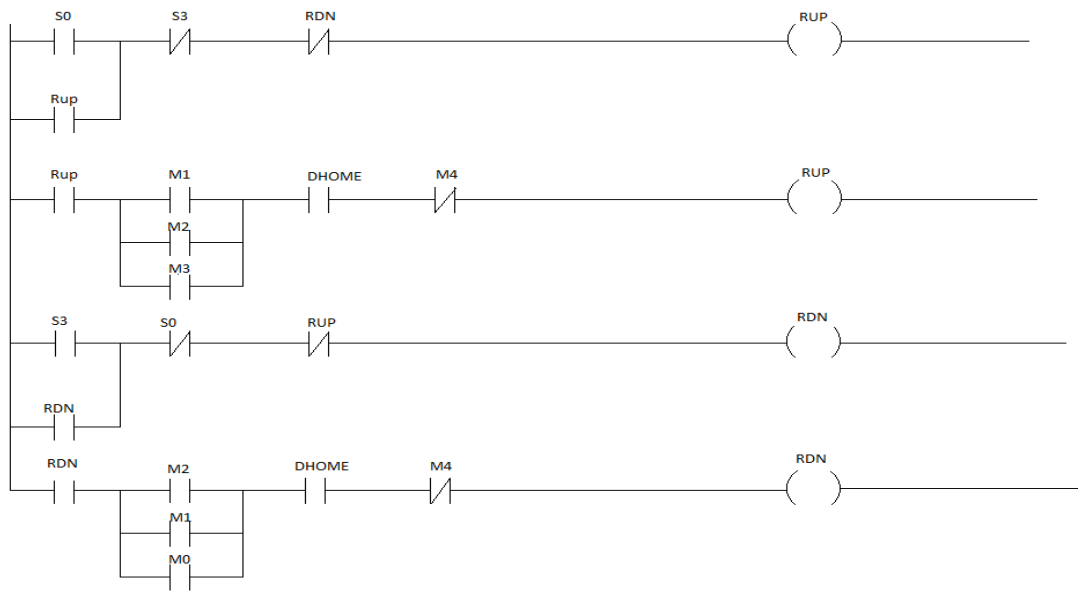 S0 S3 RDN RUP
Rup
Rup M1 DHOME M4 RUP
M2
M3
S3 S0 RUP RDN
RDN
RDN M2 DHOME M4 RDN
M1
M0